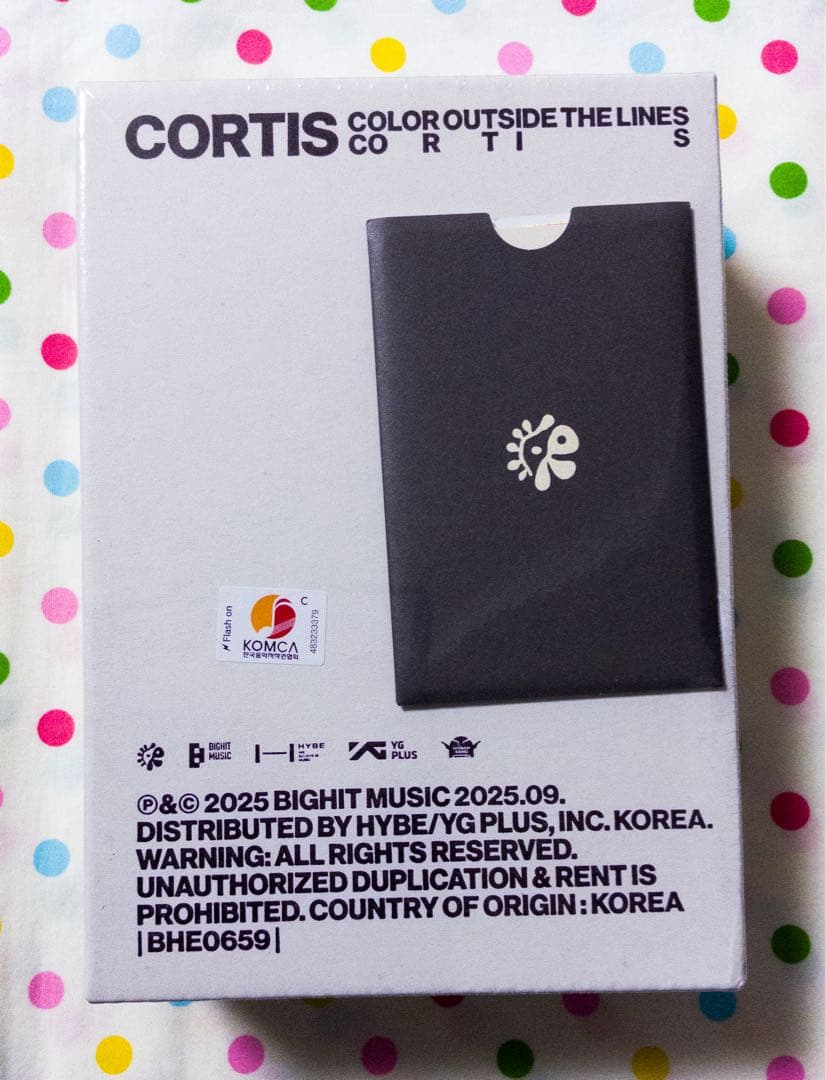 CORTIS COLOR OUTSIDE THE LINES
CO R T I S
Flash on
C
KOMCA
한국음악저작권협회
483233379
BIGHIT
MUSIC
HYBE
YG
PLUS
Ⓟ&© 2025 BIGHIT MUSIC 2025.09.
DISTRIBUTED BY HYBE/YG PLUS, INC. KOREA.
WARNING: ALL RIGHTS RESERVED.
UNAUTHORIZED DUPLICATION & RENT IS
PROHIBITED. COUNTRY OF ORIGIN : KOREA
| BHE0659 |